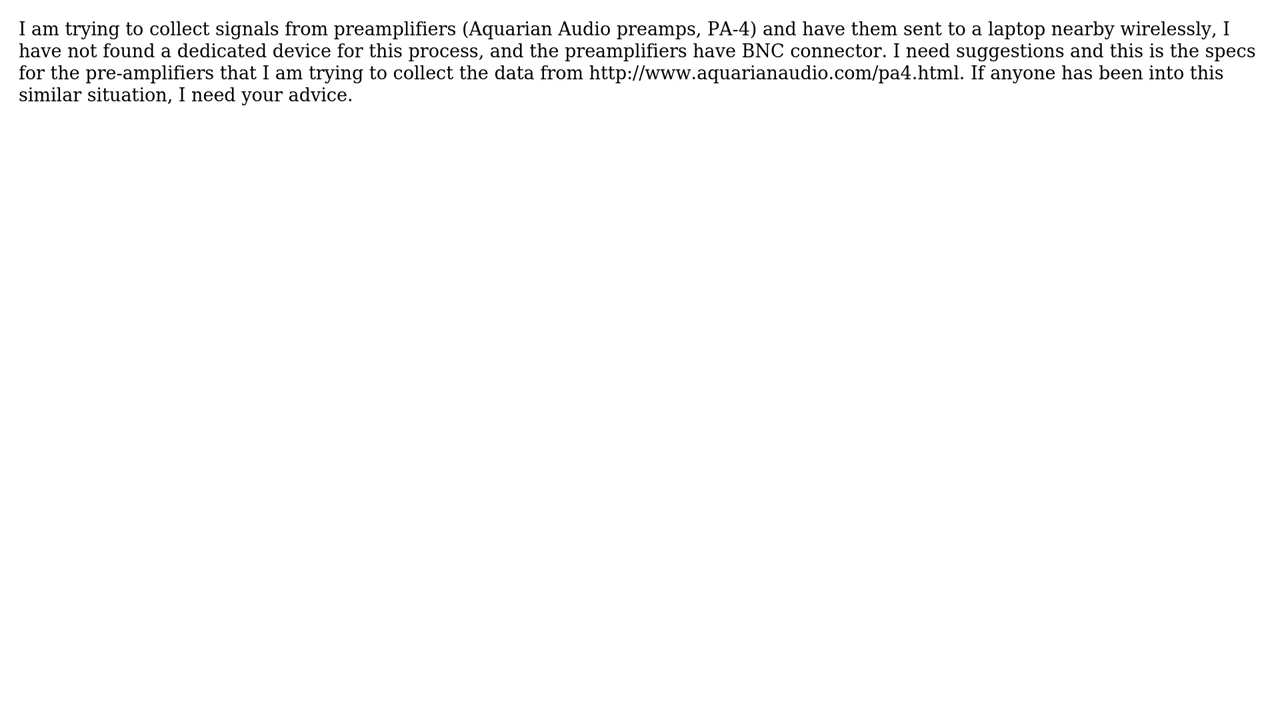 I am trying to collect signals from preamplifiers (Aquarian Audio preamps, PA-4) and have them sent to a laptop nearby wirelessly, I
have not found a dedicated device for this process, and the preamplifiers have BNC connector. I need suggestions and this is the specs
for the pre-amplifiers that I am trying to collect the data from http://www.aquarianaudio.com/pa4.html. If anyone has been into this
similar situation, I need your advice.